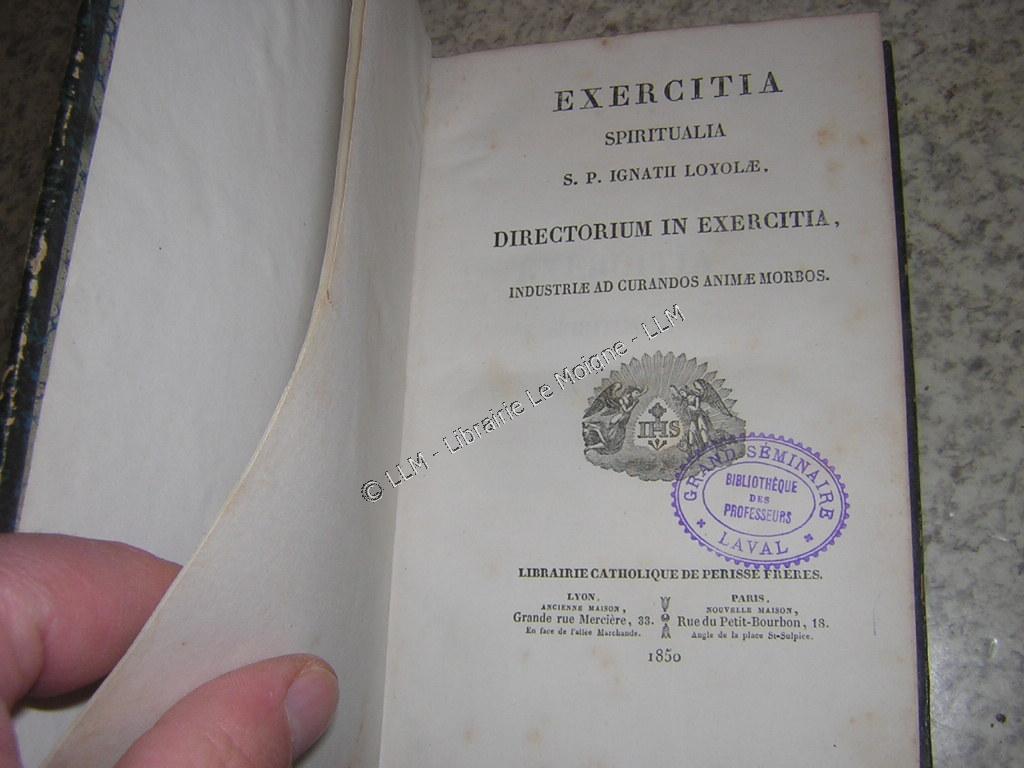 EXERCITIA
SPIRITUALIA
S. P. IGNATII LOYOLÆ.
DIRECTORIUM IN EXERCITIA,
INDUSTRIÆ AD CURANDOS ANIMÆ MORBOS.
© LLM - Librairie Le Moigne - LLM
IHS
GRAND SÉMINAIRE
BIBLIOTHÈQUE
DES
PROFESSEURS
LAVAL
LIBRAIRIE CATHOLIQUE DE PERISSE FRERES.
LYON,
ANCIENNE MAISON,
Grande rue Mercière, 33.
En face de l'allée Marchande.
PARIS,
NOUVELLE MAISON,
Rue du Petit-Bourbon, 18.
Angle de la place St-Sulpice.
1850